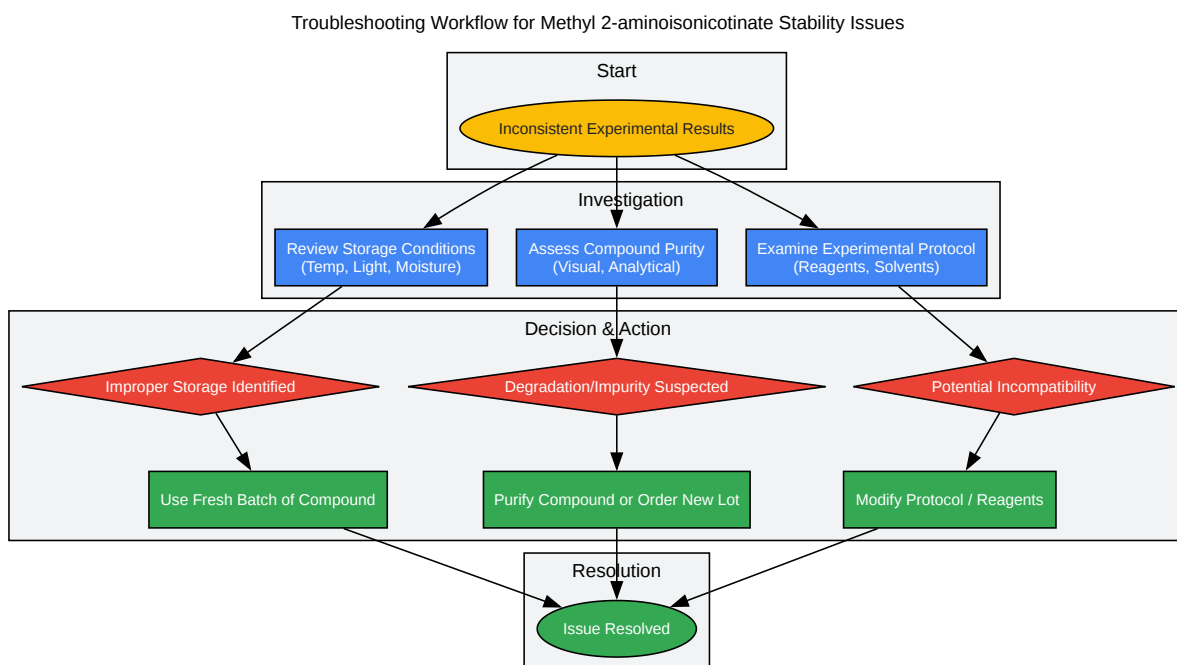 Troubleshooting Workflow for Methyl 2-aminoisonicotinate Stability Issues
Start
Inconsistent Experimental Results
Investigation
Review Storage Conditions
(Temp, Light, Moisture)
Assess Compound Purity
(Visual, Analytical)
Examine Experimental Protocol
(Reagents, Solvents)
Decision & Action
Improper Storage Identified
Degradation/Impurity Suspected
Potential Incompatibility
Use Fresh Batch of Compound
Purify Compound or Order New Lot
Modify Protocol / Reagents
Resolution
Issue Resolved